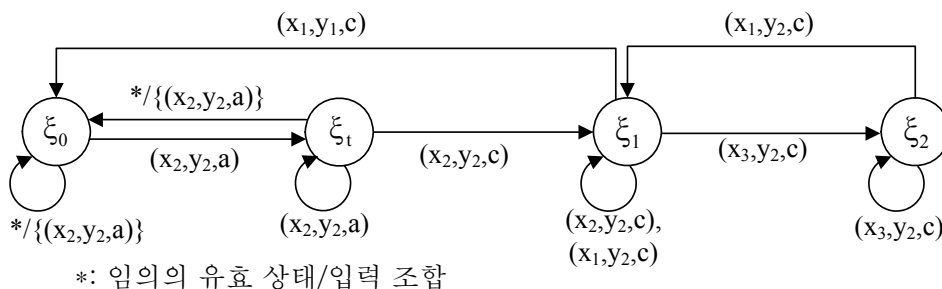 (x₁,y₁,c)
(x₁,y₂,c)
*/{(x₂,y₂,a)}
ξ₀
ξₜ
ξ₁
ξ₂
(x₂,y₂,a)
(x₂,y₂,c)
(x₃,y₂,c)
*/{(x₂,y₂,a)}
(x₂,y₂,a)
(x₂,y₂,c),
(x₁,y₂,c)
(x₃,y₂,c)
*: 임의의 유효 상태/입력 조합